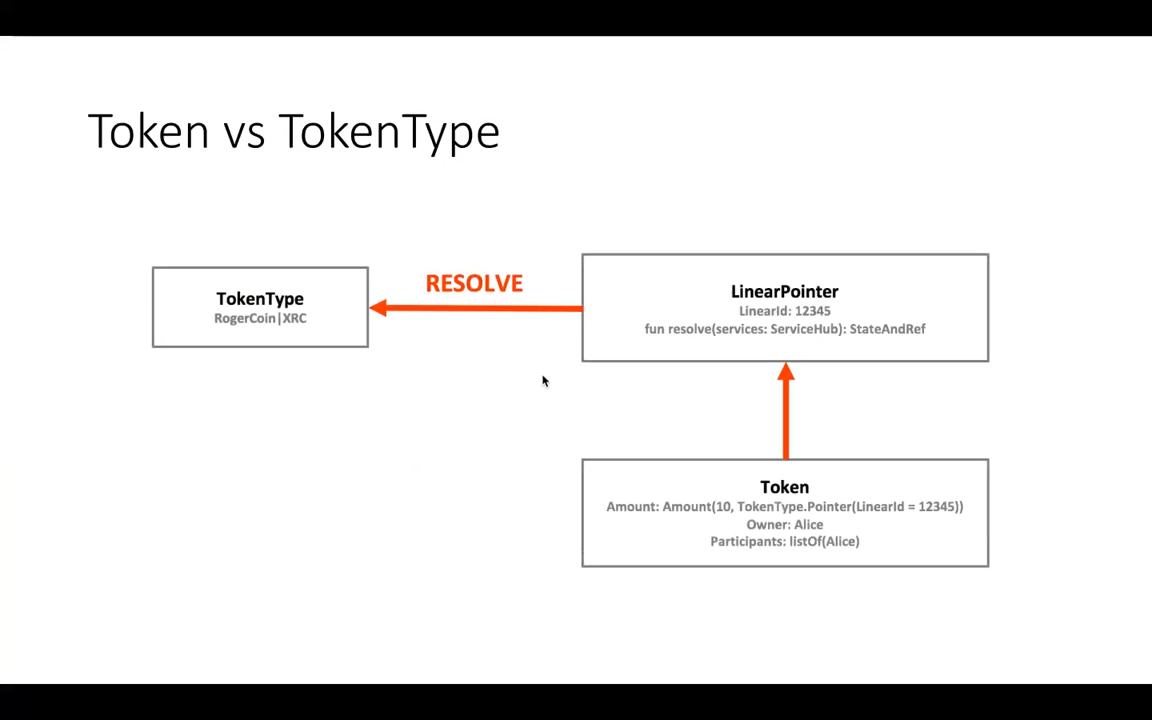 Token vs TokenType
RESOLVE
TokenType
RogerCoin|XRC
LinearPointer
LinearId: 12345
fun resolve(services: ServiceHub): StateAndRef
Token
Amount: Amount(10, TokenType.Pointer(LinearId = 12345))
Owner: Alice
Participants: listOf(Alice)